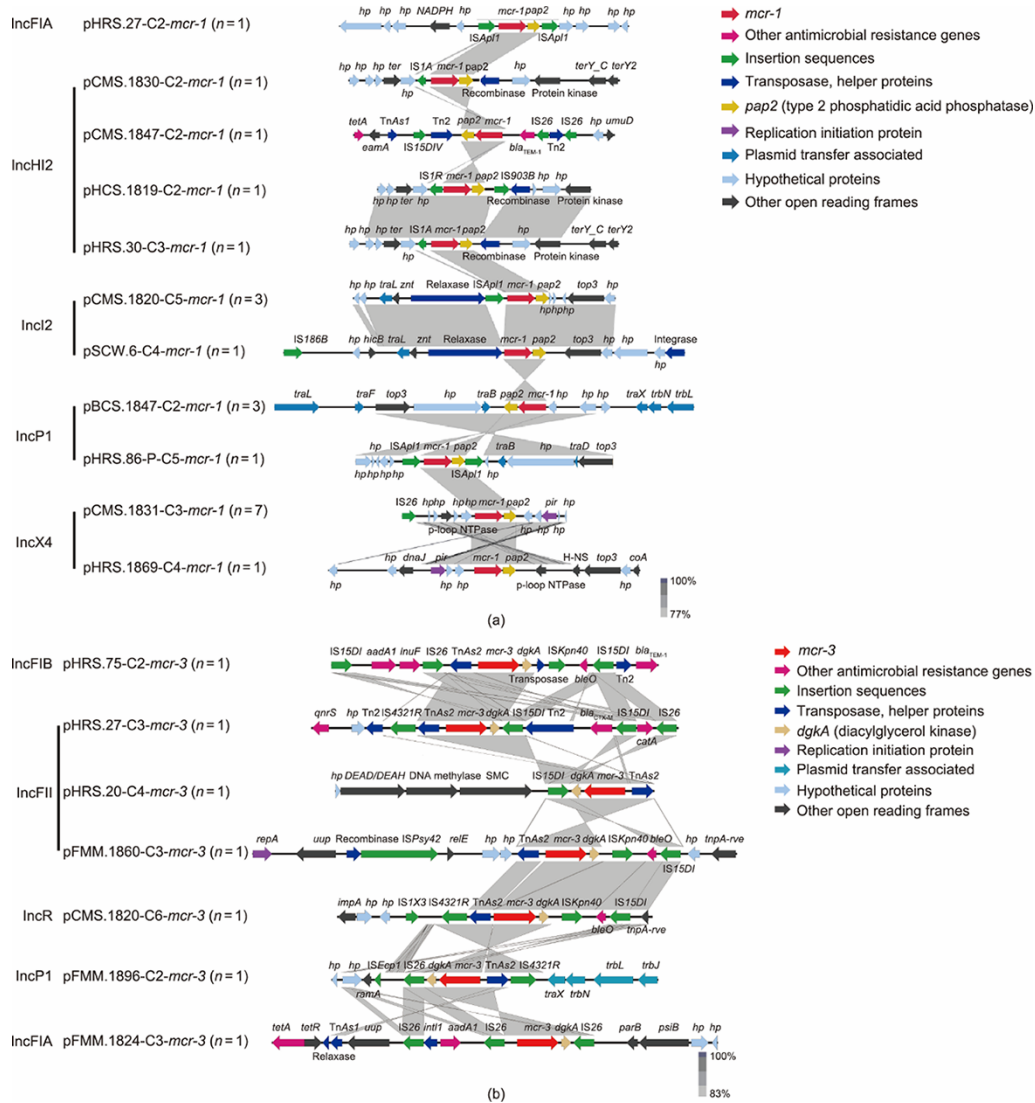 IncFIA pHRS.27-C2-mcr-1 (n=1)
hp hp hp NADPH hp mcr-1 pap2 hp hp hp hp
ISApl1 ISApl1
IncHI2
pCMS.1830-C2-mcr-1 (n=1)
hp hp hp ter IS1A mcr-1 pap2 hp terY_C terY2
hp Recombinase Protein kinase
pCMS.1847-C2-mcr-1 (n=1)
tetA TnAs1 Tn2 pap2 mcr-1 IS26 IS26 umuD
eamA IS15DIV blaTEM-1 Tn2 hp
pHCS.1819-C2-mcr-1 (n=1)
IS1R mcr-1 pap2 IS903B hp hp
hp hp ter hp Recombinase Protein kinase
pHRS.30-C3-mcr-1 (n=1)
hp hp hp ter IS1A mcr-1 pap2 hp terY_C terY2
hp Recombinase Protein kinase
IncI2
pCMS.1820-C5-mcr-1 (n=3)
hp hp traL znt Relaxase ISApl1 mcr-1 pap2 top3 hp
hphphp
pSCW.6-C4-mcr-1 (n=1)
IS186B hp hicB traL znt Relaxase mcr-1 pap2 top3 hp hp Integrase
hp
IncP1
pBCS.1847-C2-mcr-1 (n=3)
traL traF top3 hp traB pap2 mcr-1 hp hp hp traX trbN trbL
pHRS.86-P-C5-mcr-1 (n=1)
hp ISApl1 mcr-1 pap2 traB hp traD top3
hp hp hp hp ISApl1 hp
IncX4
pCMS.1831-C3-mcr-1 (n=7)
IS26 hp hp hp hp mcr-1 pap2 pir hp
p-loop NTPase hp hp hp
pHRS.1869-C4-mcr-1 (n=1)
hp dnaJ pir mcr-1 pap2 H-NS top3 coA
hp hp hp p-loop NTPase hp
100%
77%
mcr-1
Other antimicrobial resistance genes
Insertion sequences
Transposase, helper proteins
pap2 (type 2 phosphatidic acid phosphatase)
Replication initiation protein
Plasmid transfer associated
Hypothetical proteins
Other open reading frames
(a)
IncFIB pHRS.75-C2-mcr-3 (n=1)
IS15DI aadA1 inuF IS26 TnAs2 mcr-3 dgkA ISKpn40 IS15DI blaTEM-1
Transposase bleO Tn2
IncFII
pHRS.27-C3-mcr-3 (n=1)
qnrS hp Tn2 IS4321R TnAs2 mcr-3 dgkA IS15DI Tn2 blaCTX-M IS15DI IS26
catA
pHRS.20-C4-mcr-3 (n=1)
hp DEAD/DEAH DNA methylase SMC IS15DI dgkA mcr-3 TnAs2
pFMM.1860-C3-mcr-3 (n=1)
repA uup Recombinase ISPsy42 relE hp hp TnAs2 mcr-3 dgkA ISKpn40 bleO hp tnpA-rve
IS15DI
IncR pCMS.1820-C6-mcr-3 (n=1)
impA hp hp IS1X3 IS4321R TnAs2 mcr-3 dgkA ISKpn40 IS15DI
bleO tnpA-rve
IncP1 pFMM.1896-C2-mcr-3 (n=1)
hp hp ISEcp1 IS26 dgkA mcr-3 TnAs2 IS4321R trbL trbJ
ramA traX trbN
IncFIA pFMM.1824-C3-mcr-3 (n=1)
tetA tetR TnAs1 uup IS26 intI1 aadA1 IS26 mcr-3 dgkA IS26 parB psiB hp hp
Relaxase
100%
83%
mcr-3
Other antimicrobial resistance genes
Insertion sequences
Transposase, helper proteins
dgkA (diacylglycerol kinase)
Replication initiation protein
Plasmid transfer associated
Hypothetical proteins
Other open reading frames
(b)